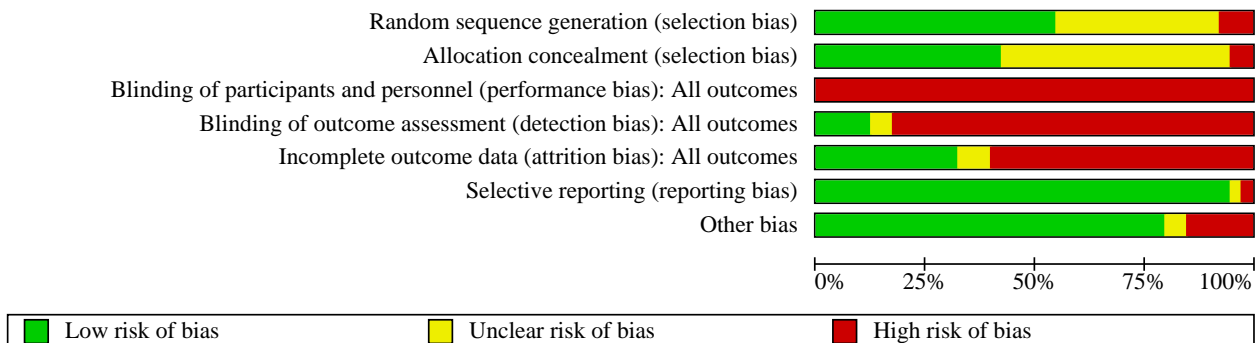 Random sequence generation (selection bias)
Allocation concealment (selection bias)
Blinding of participants and personnel (performance bias): All outcomes
Blinding of outcome assessment (detection bias): All outcomes
Incomplete outcome data (attrition bias): All outcomes
Selective reporting (reporting bias)
Other bias
0% 25% 50% 75% 100%
Low risk of bias Unclear risk of bias High risk of bias